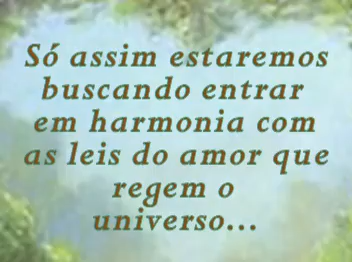 Só assim estaremos
buscando entrar
em harmonia com
as leis do amor que
regem o
universo...